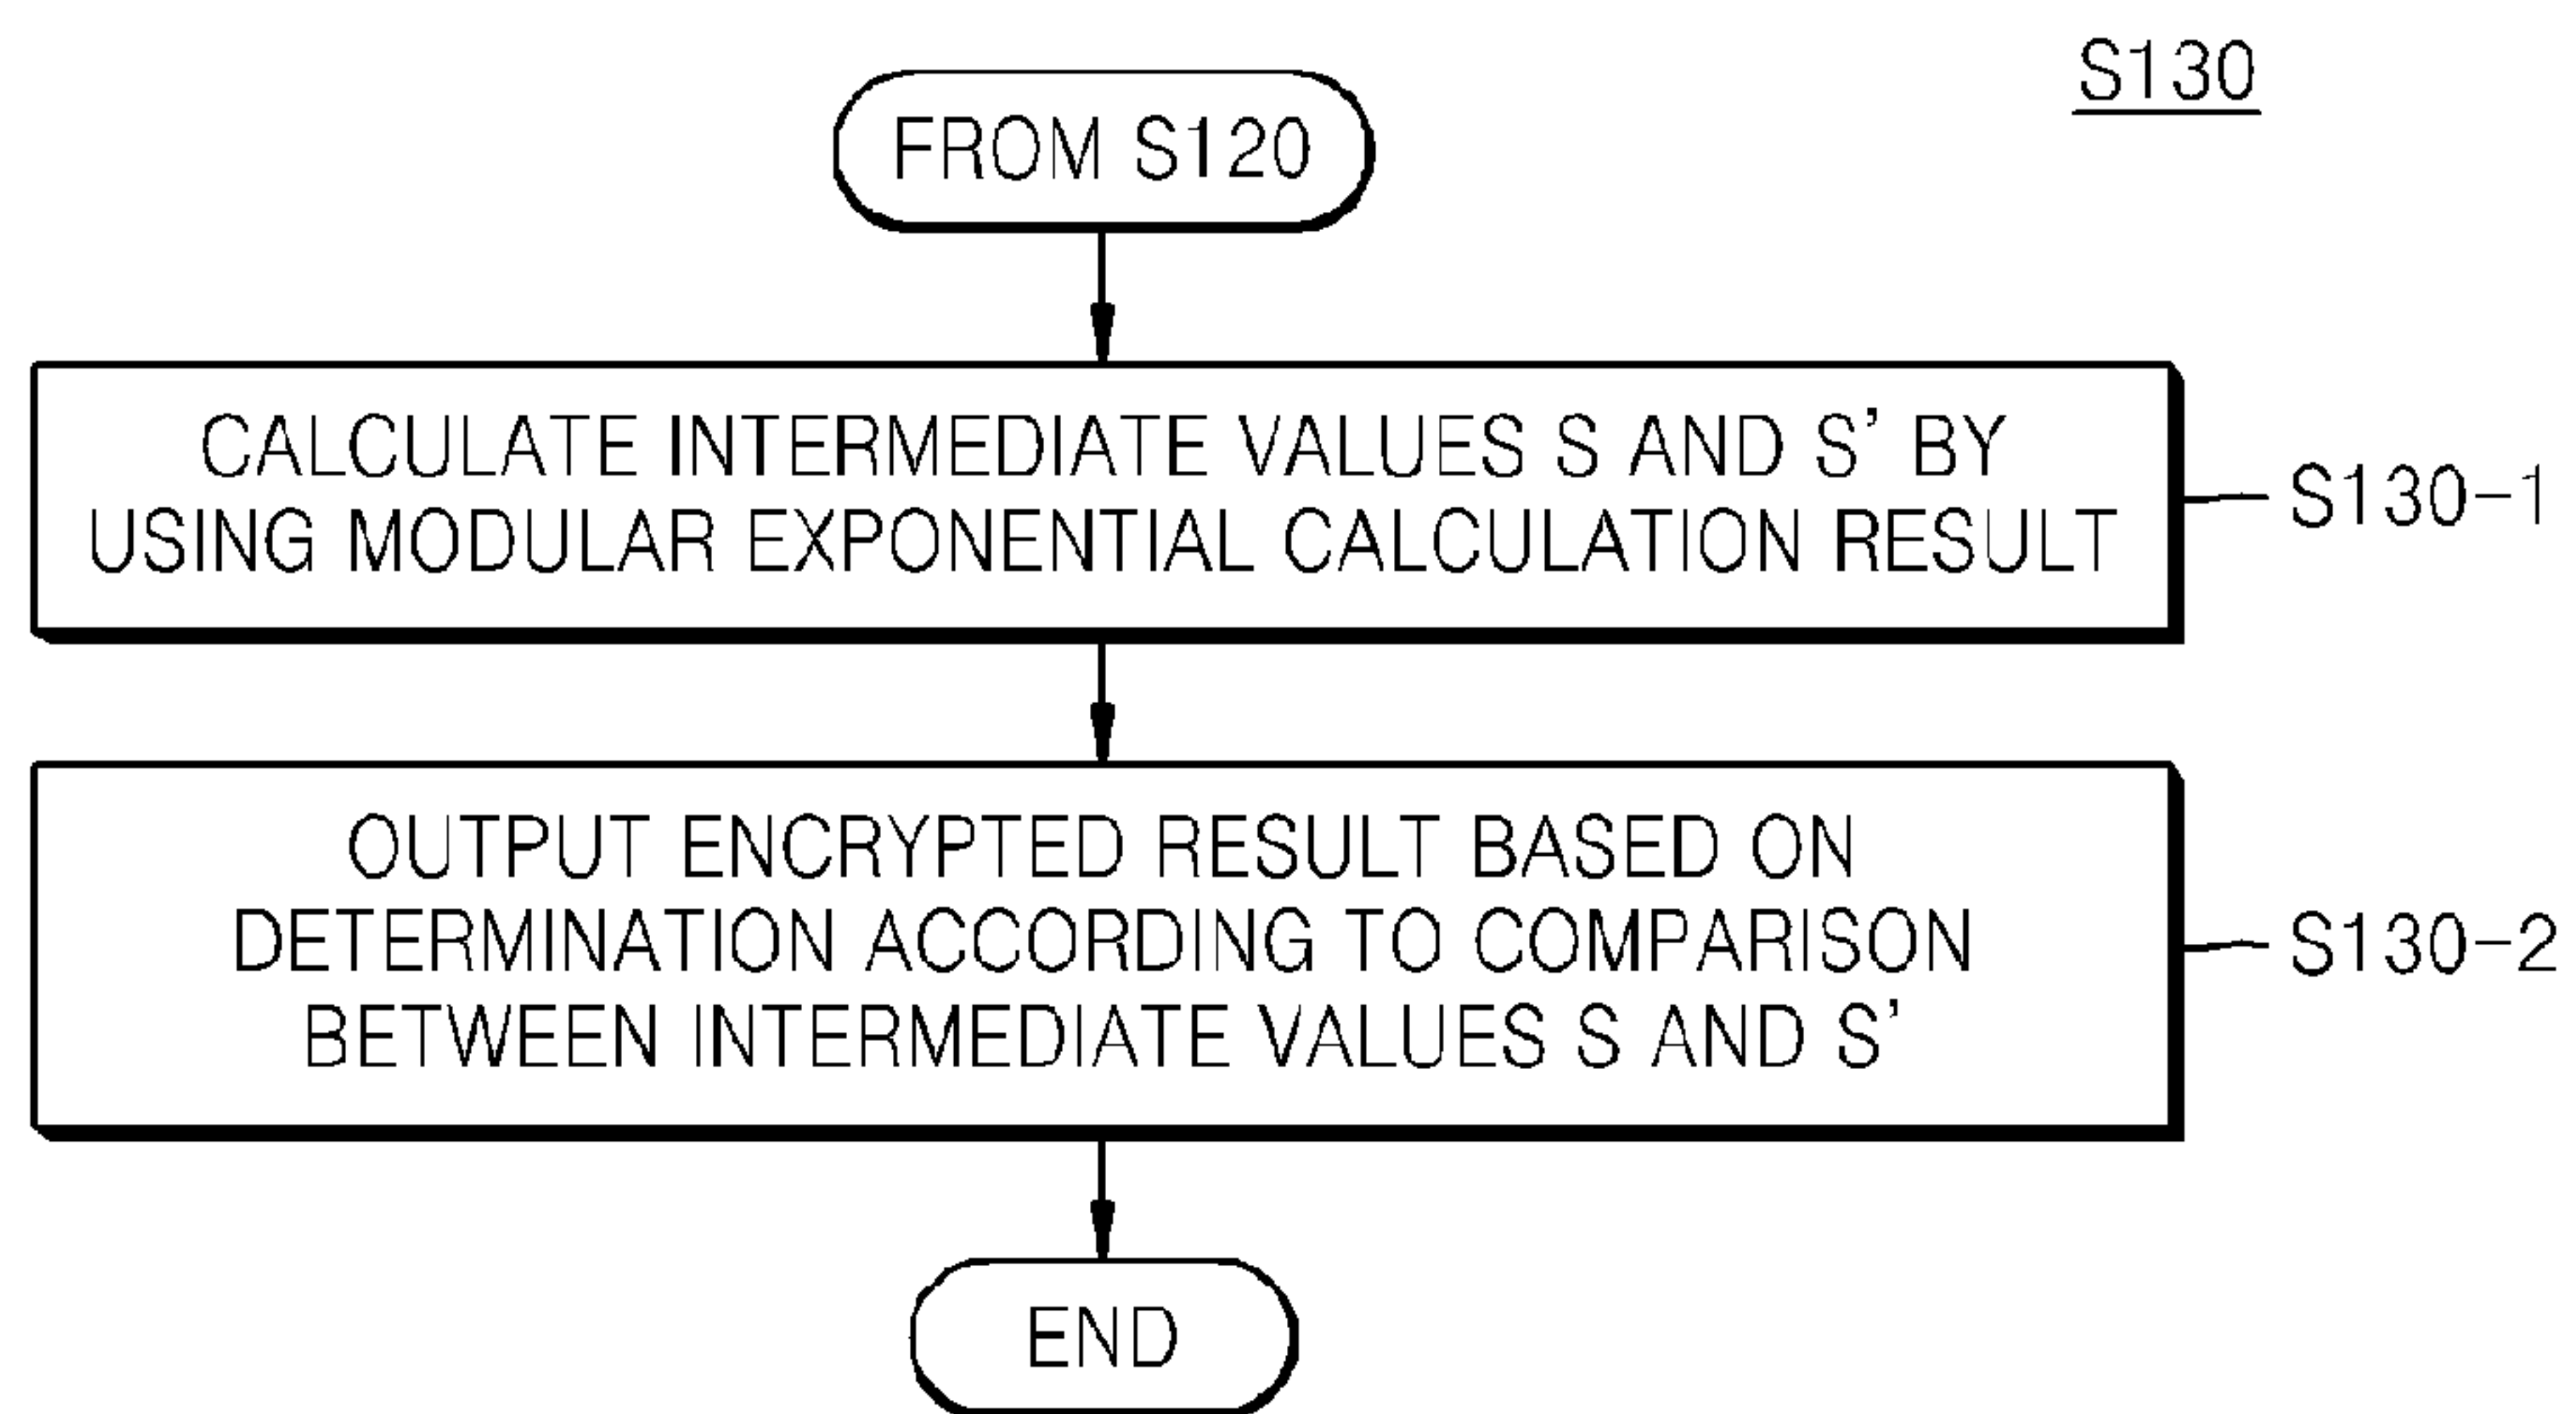 S130
FROM S120
CALCULATE INTERMEDIATE VALUES S AND S' BY
USING MODULAR EXPONENTIAL CALCULATION RESULT
S130-1
OUTPUT ENCRYPTED RESULT BASED ON
DETERMINATION ACCORDING TO COMPARISON
BETWEEN INTERMEDIATE VALUES S AND S'
S130-2
END